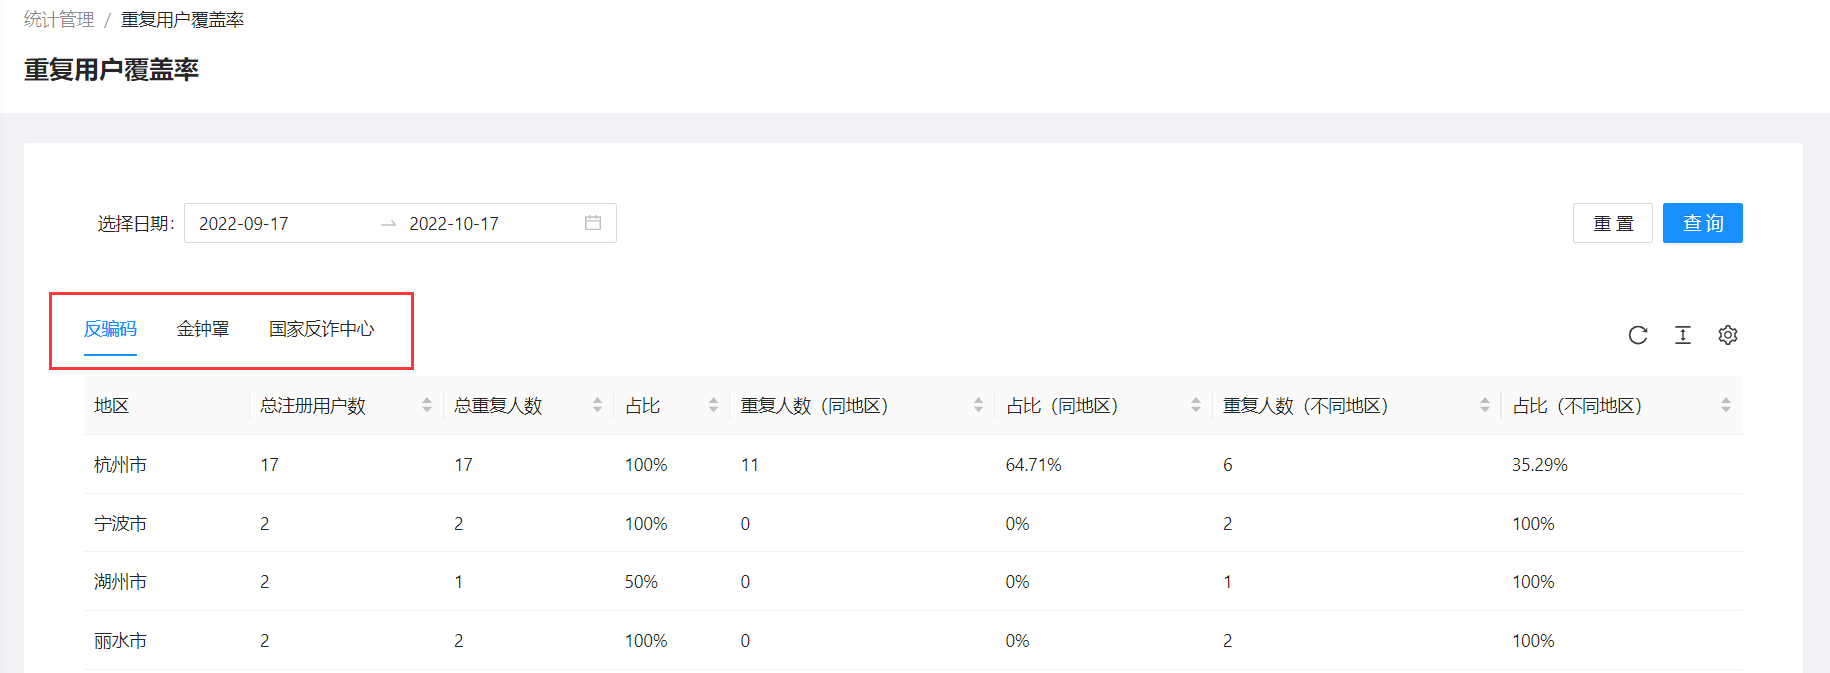 统计管理 / 重复用户覆盖率
重复用户覆盖率
选择日期: 2022-09-17 → 2022-10-17 重 置 查 询
反骗码 金钟罩 国家反诈中心
地区 总注册用户数 总重复人数 占比 重复人数（同地区） 占比（同地区） 重复人数（不同地区） 占比（不同地区）
杭州市 17 17 100% 11 64.71% 6 35.29%
宁波市 2 2 100% 0 0% 2 100%
湖州市 2 1 50% 0 0% 1 100%
丽水市 2 2 100% 0 0% 2 100%